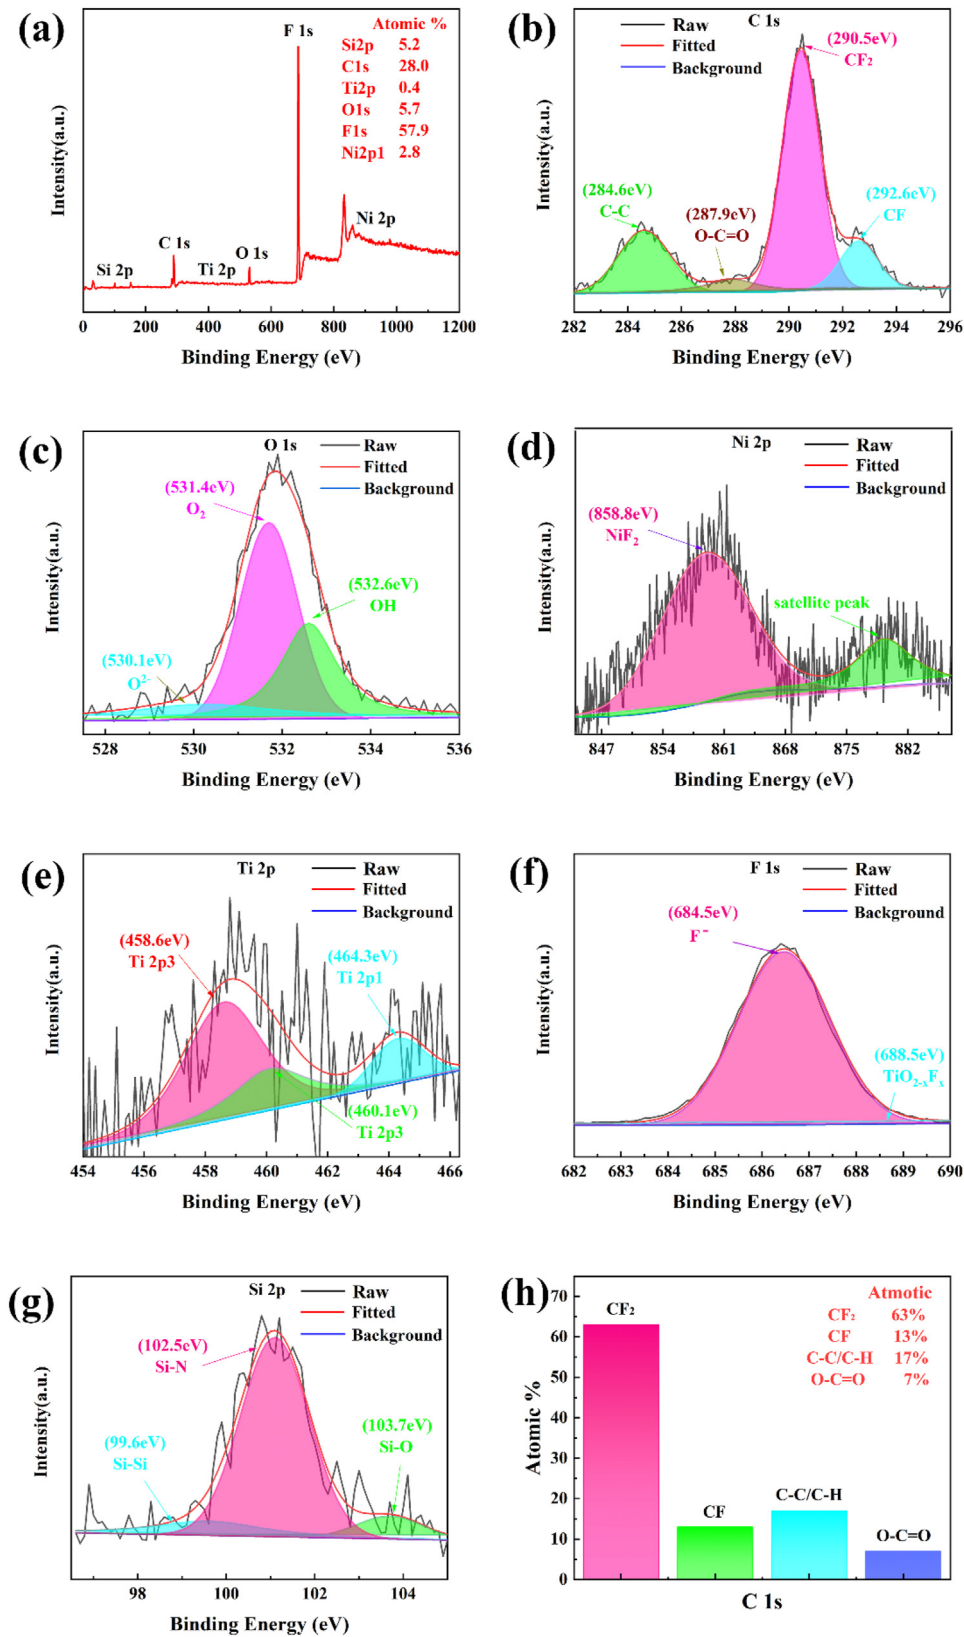 (a)
F 1s
Atomic %
Si2p 5.2
C1s 28.0
Ti2p 0.4
O1s 5.7
F1s 57.9
Ni2p1 2.8
Ni 2p
C 1s
O 1s
Si 2p
Ti 2p
Intensity(a.u.)
0 200 400 600 800 1000 1200
Binding Energy (eV)
(b)
C 1s
Raw
Fitted
Background
(290.5eV)
CF₂
(284.6eV)
C-C
(287.9eV)
O-C=O
(292.6eV)
CF
Intensity(a.u.)
282 284 286 288 290 292 294 296
Binding Energy (eV)
(c)
O 1s
Raw
Fitted
Background
(531.4eV)
O₂
(532.6eV)
OH
(530.1eV)
O²⁻
Intensity(a.u.)
528 530 532 534 536
Binding Energy (eV)
(d)
Ni 2p
Raw
Fitted
Background
(858.8eV)
NiF₂
satellite peak
Intensity(a.u.)
847 854 861 868 875 882
Binding Energy (eV)
(e)
Ti 2p
Raw
Fitted
Background
(458.6eV)
Ti 2p3
(464.3eV)
Ti 2p1
(460.1eV)
Ti 2p3
Intensity(a.u.)
454 456 458 460 462 464 466
Binding Energy (eV)
(f)
F 1s
Raw
Fitted
Background
(684.5eV)
F⁻
(688.5eV)
TiO₂₋ₓFₓ
Intensity(a.u.)
682 683 684 685 686 687 688 689 690
Binding Energy (eV)
(g)
Si 2p
Raw
Fitted
Background
(102.5eV)
Si-N
(103.7eV)
Si-O
(99.6eV)
Si-Si
Intensity(a.u.)
98 100 102 104
Binding Energy (eV)
(h)
Atmotic
CF₂ 63%
CF 13%
C-C/C-H 17%
O-C=O 7%
CF₂
CF
C-C/C-H
O-C=O
Atomic %
70
60
50
40
30
20
10
0
C 1s